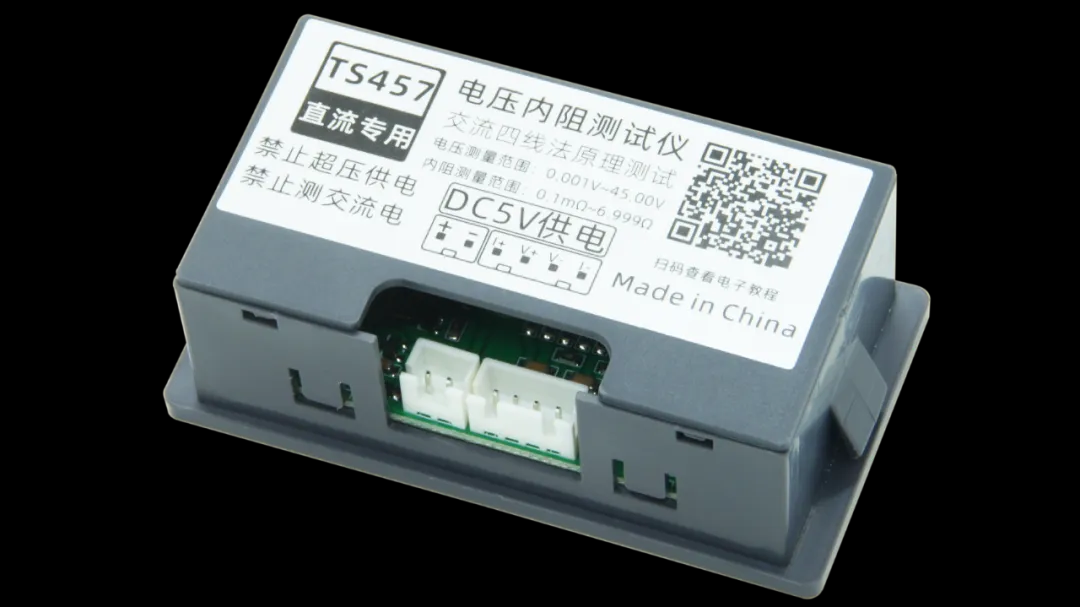 TS457
直流专用
禁止超压供电
禁止测交流电
电压内阻测试仪
交流四线法原理测试
电压测量范围：0.001V~45.00V
内阻测量范围：0.1mΩ~6.999Ω
DC5V供电
+ - I+ V+ V- I-
扫码查看电子教程
Made in China